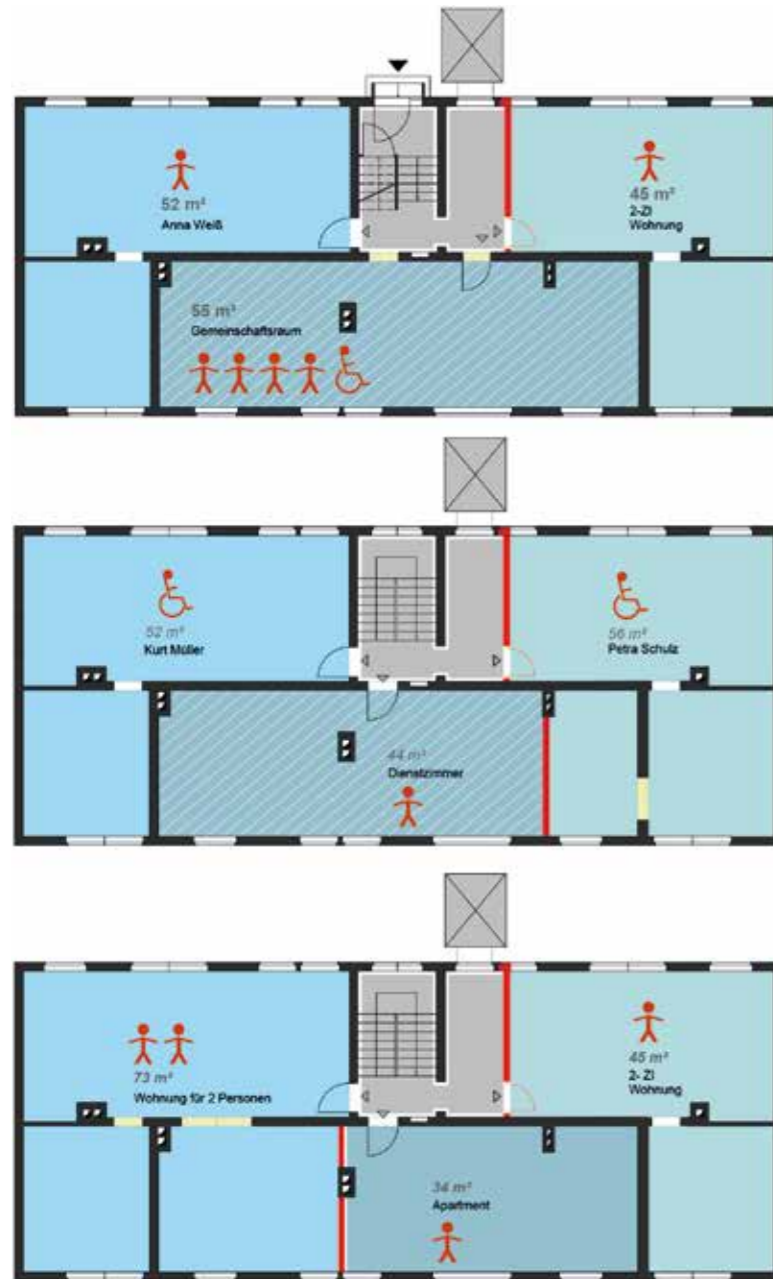 52 m²
Anna Weiß
45 m²
2-ZI
Wohnung
55 m²
Gemeinschaftsraum
52 m²
Kurt Müller
56 m²
Petra Schulz
44 m²
Dienstzimmer
73 m²
Wohnung für 2 Personen
45 m²
2- ZI
Wohnung
34 m²
Apartment